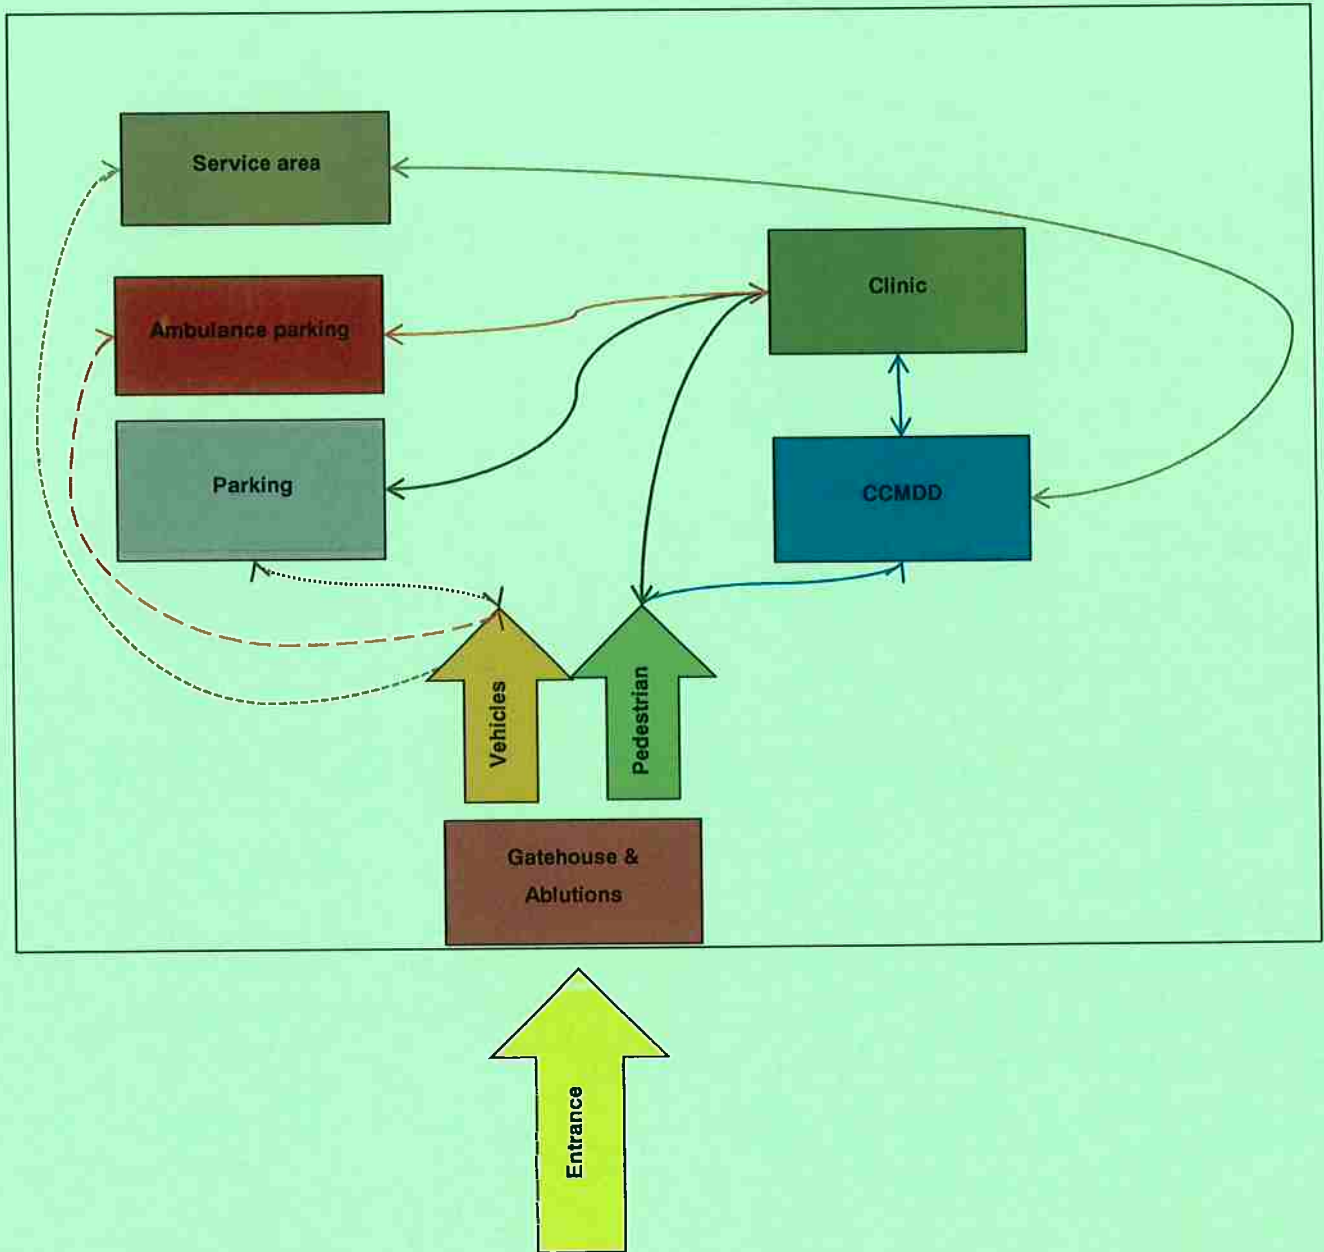 Service area
Clinic
Ambulance parking
Parking
CCMDD
Vehicles
Pedestrian
Gatehouse &
Ablutions
Entrance